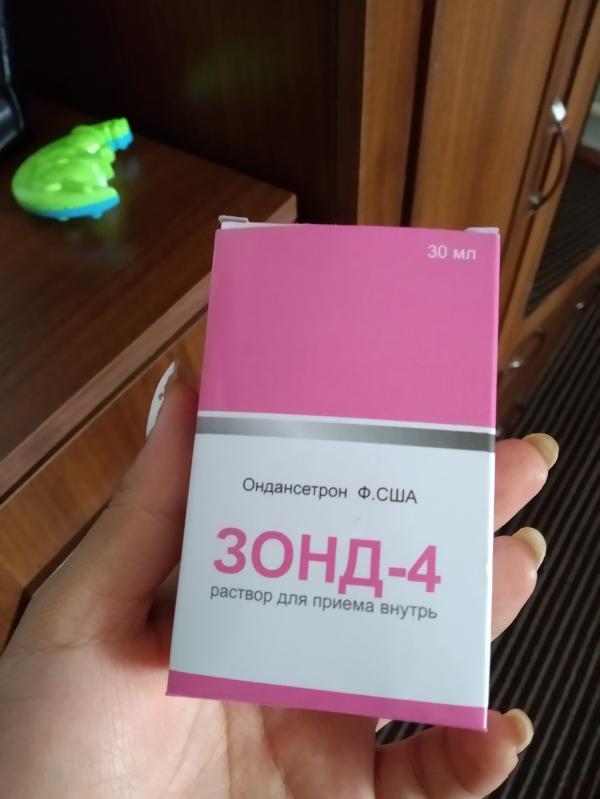 30 мл
Ондансетрон Ф.США
ЗОНД-4
раствор для приема внутрь